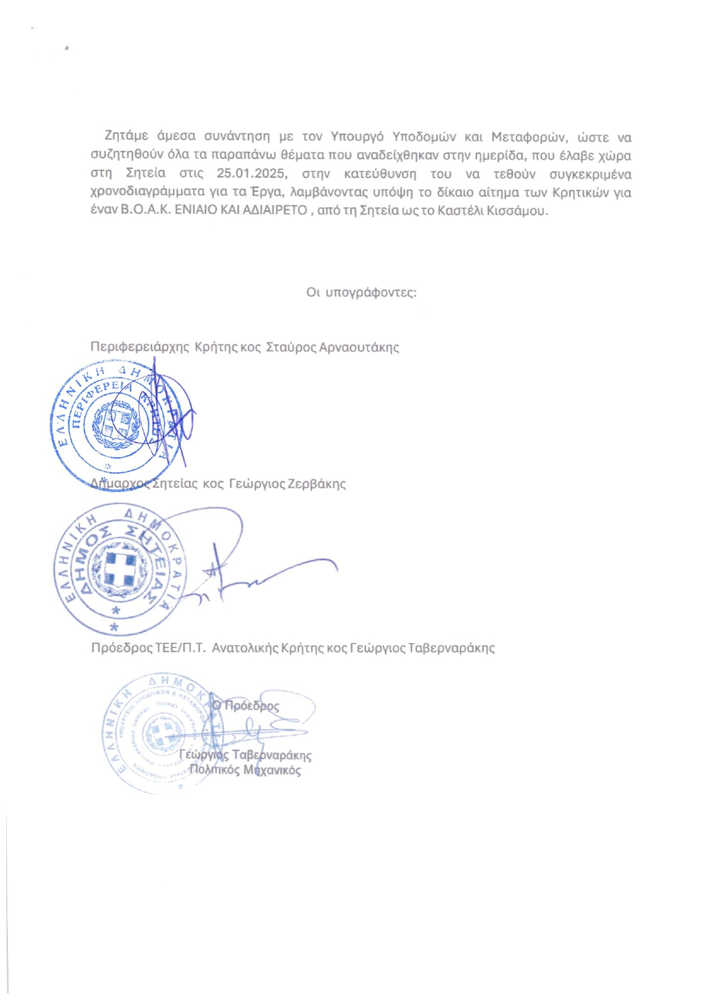 Ζητάμε άμεσα συνάντηση με τον Υπουργό Υποδομών και Μεταφορών, ώστε να
συζητηθούν όλα τα παραπάνω θέματα που αναδείχθηκαν στην ημερίδα, που έλαβε χώρα
στη Σητεία στις 25.01.2025, στην κατεύθυνση του να τεθούν συγκεκριμένα
χρονοδιαγράμματα για τα Έργα, λαμβάνοντας υπόψη το δίκαιο αίτημα των Κρητικών για
έναν Β.Ο.Α.Κ. ΕΝΙΑΙΟ ΚΑΙ ΑΔΙΑΙΡΕΤΟ , από τη Σητεία ως το Καστέλι Κισσάμου.
Οι υπογράφοντες:
Περιφερειάρχης Κρήτης κος Σταύρος Αρναουτάκης
ΕΛΛΗΝΙΚΗ ΔΗΜΟΚΡΑΤΙΑ
ΠΕΡΙΦΕΡΕΙΑ ΚΡΗΤΗΣ
Δήμαρχος Σητείας κος Γεώργιος Ζερβάκης
ΕΛΛΗΝΙΚΗ ΔΗΜΟΚΡΑΤΙΑ
ΔΗΜΟΣ ΣΗΤΕΙΑΣ
Πρόεδρος ΤΕΕ/Π.Τ. Ανατολικής Κρήτης κος Γεώργιος Ταβερναράκης
ΕΛΛΗΝΙΚΗ ΔΗΜΟΚΡΑΤΙ
ΥΠΟΥΡΓΕΙΟ ΥΠΟΔΟΜΩΝ & ΜΕΤΑΦΟΡΩΝ
Ο Πρόεδρος
Γεώργιος Ταβερναράκης
Πολιτικός Μηχανικός